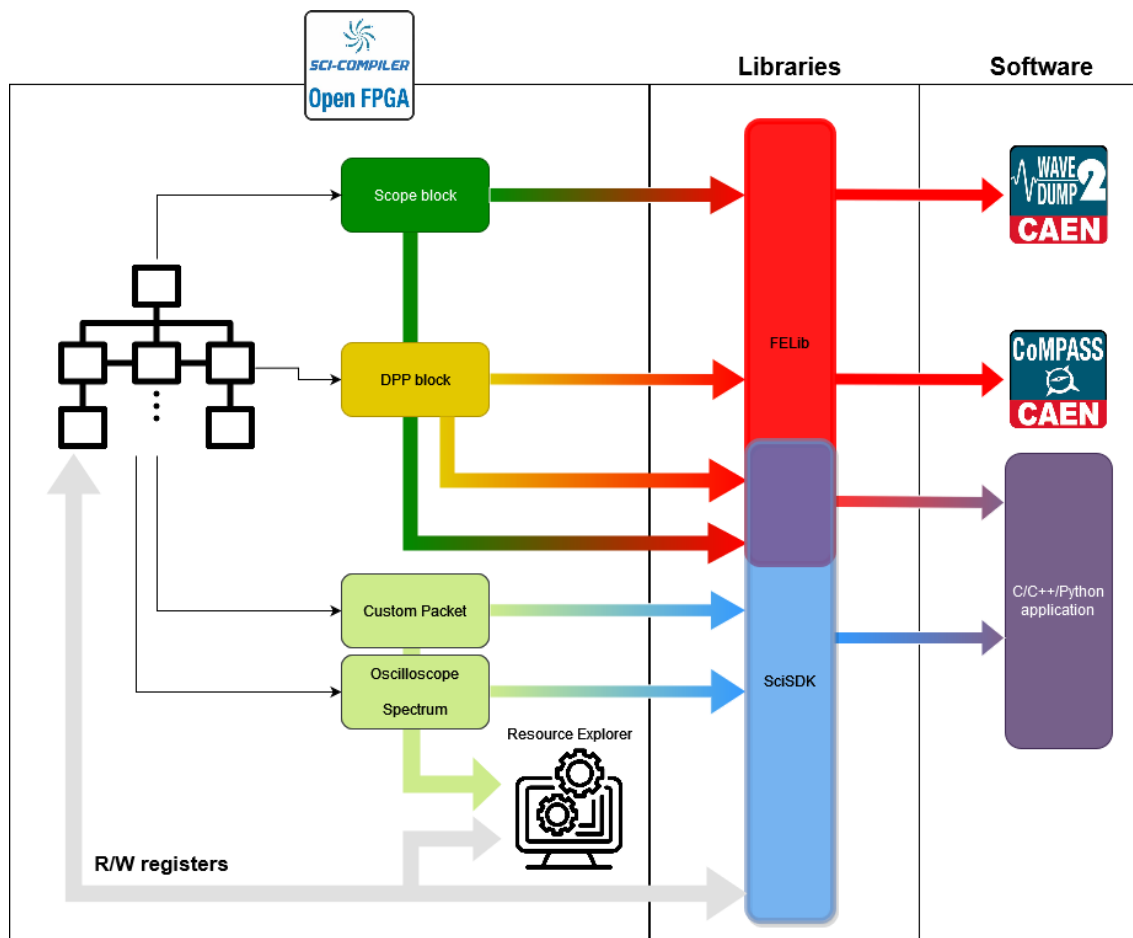 SCI-COMPILER
Open FPGA
Libraries
Software
Scope block
WAVE
DUMP
2
CAEN
FELib
DPP block
CoMPASS
CAEN
Custom Packet
C/C++/Python
application
Oscilloscope
Spectrum
SciSDK
Resource Explorer
R/W registers